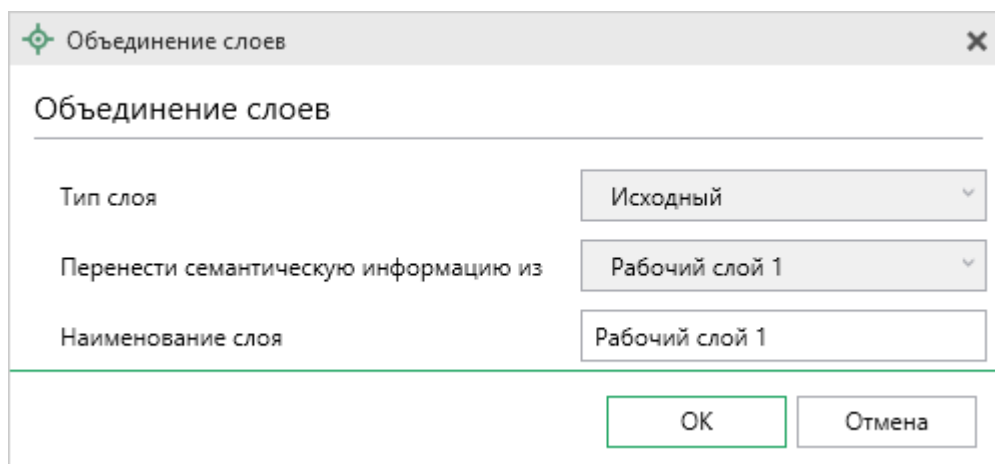 Объединение слоев
Объединение слоев
Тип слоя
Исходный
Перенести семантическую информацию из
Рабочий слой 1
Наименование слоя
Рабочий слой 1
ОК
Отмена